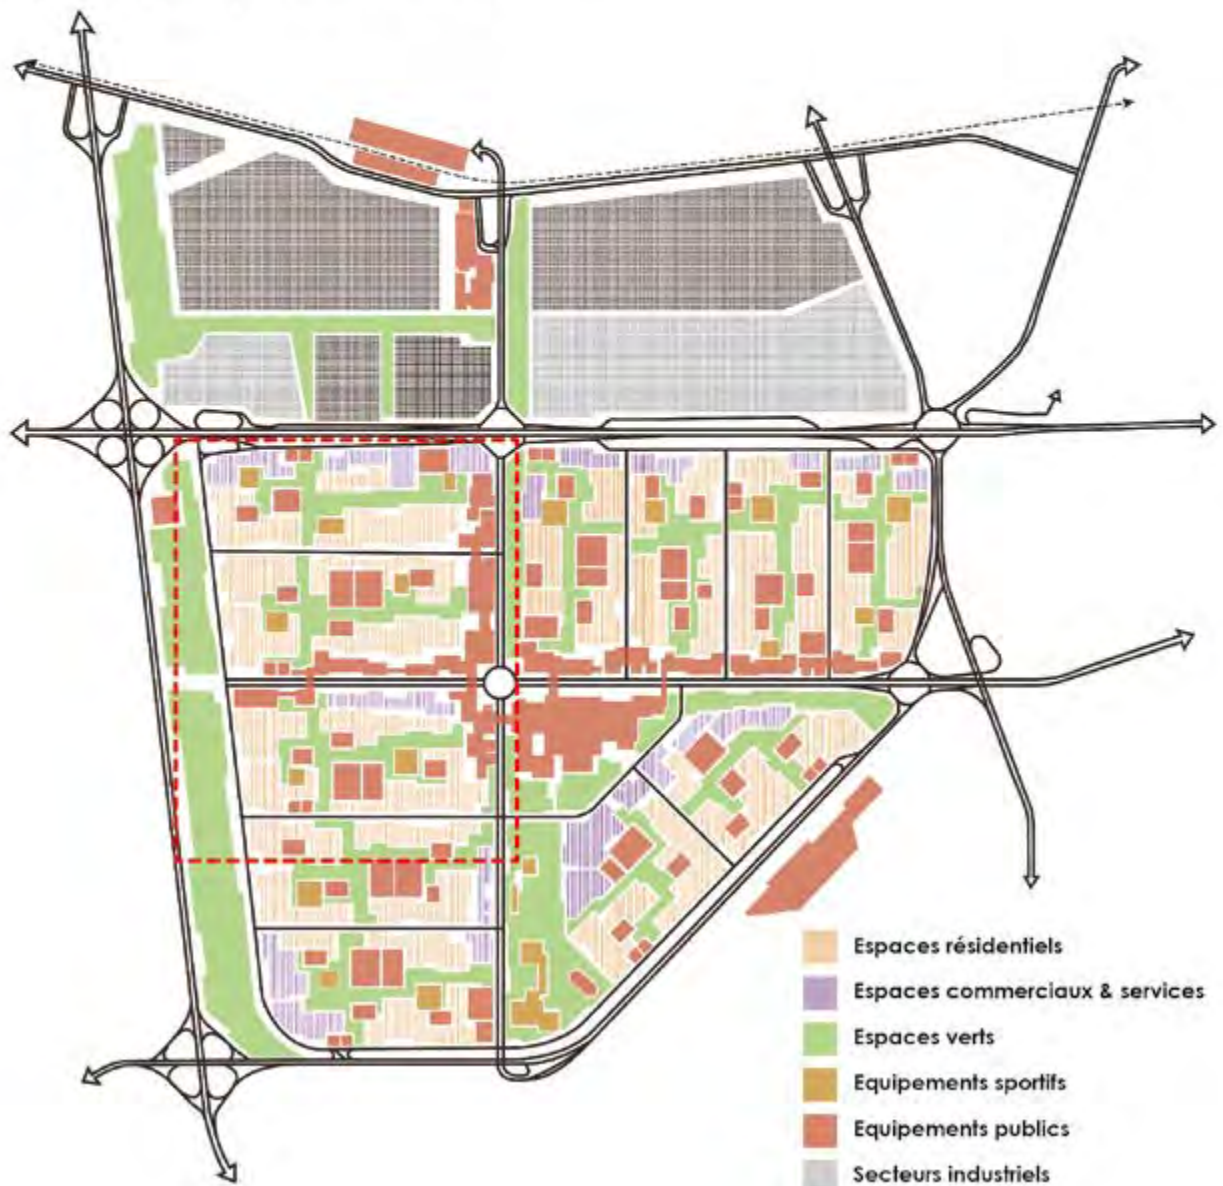 Espaces résidentiels
Espaces commerciaux & services
Espaces verts
Equipements sportifs
Equipements publics
Secteurs industriels